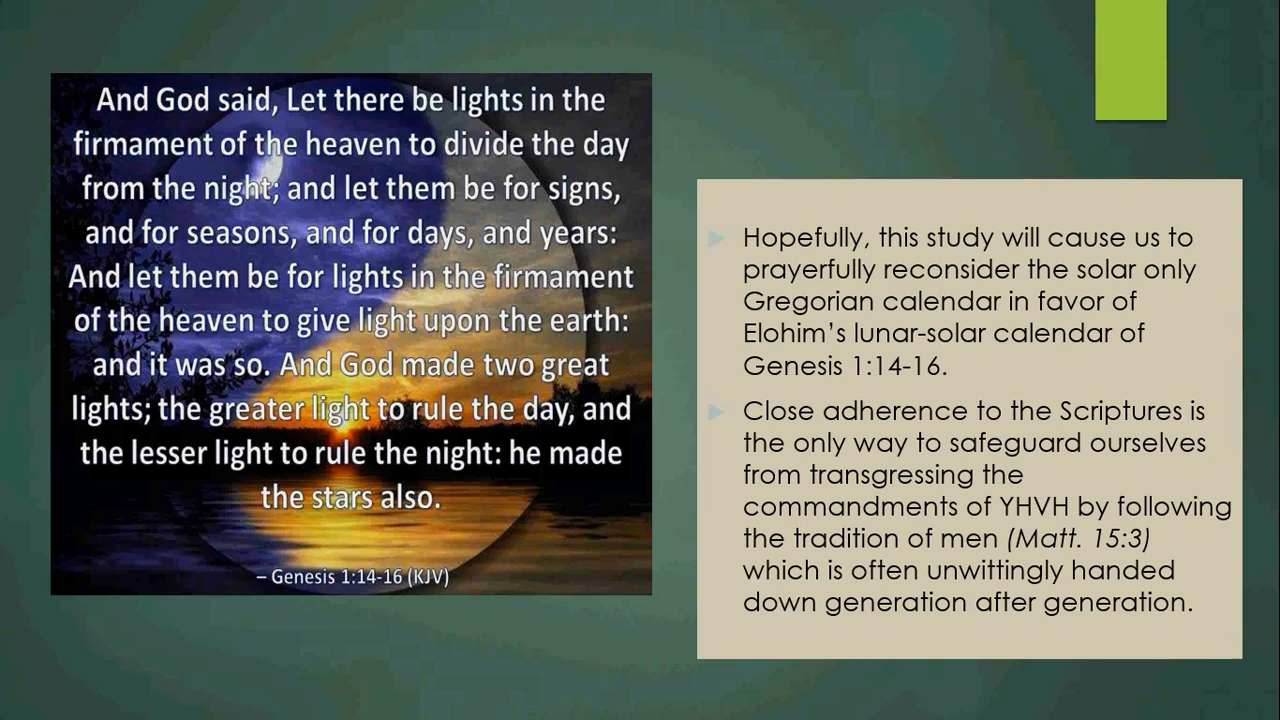 And God said, Let there be lights in the
firmament of the heaven to divide the day
from the night; and let them be for signs,
and for seasons, and for days, and years:
And let them be for lights in the firmament
of the heaven to give light upon the earth:
and it was so. And God made two great
lights; the greater light to rule the day, and
the lesser light to rule the night: he made
the stars also.
– Genesis 1:14-16 (KJV)
Hopefully, this study will cause us to
prayerfully reconsider the solar only
Gregorian calendar in favor of
Elohim's lunar-solar calendar of
Genesis 1:14-16.
Close adherence to the Scriptures is
the only way to safeguard ourselves
from transgressing the
commandments of YHVH by following
the tradition of men (Matt. 15:3)
which is often unwittingly handed
down generation after generation.